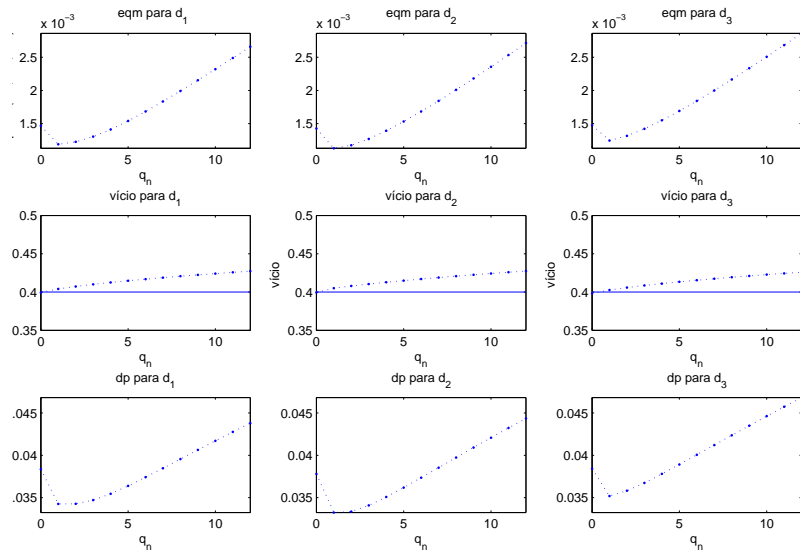 eqm para d1
x 10−3
2.5
2
1.5
0 5 10
qn
eqm para d2
x 10−3
2.5
2
1.5
0 5 10
qn
eqm para d3
x 10−3
2.5
2
1.5
0 5 10
qn
vício para d1
0.5
0.45
0.4
0.35
0 5 10
qn
vício para d2
vício
0.5
0.45
0.4
0.35
0 5 10
qn
vício para d3
vício
0.5
0.45
0.4
0.35
0 5 10
qn
dp para d1
.045
0.04
.035
0 5 10
qn
dp para d2
.045
0.04
.035
0 5 10
qn
dp para d3
.045
0.04
.035
0 5 10
qn